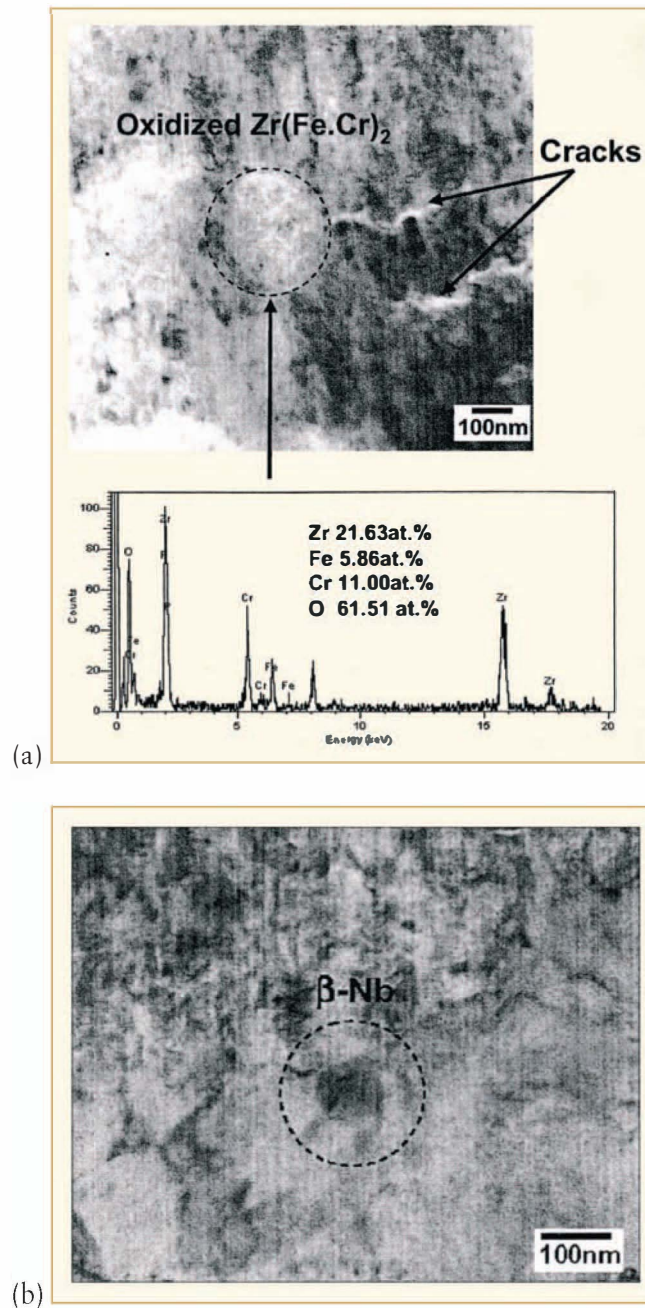 Oxidized Zr(Fe.Cr)2
Cracks
100nm
Zr 21.63at.%
Fe 5.86at.%
Cr 11.00at.%
O 61.51 at.%
100
80
60
40
20
0
Counts
O
Zr
Cr
Cr
Cr
Fe
Fe
Zr
Zr
0
5
10
15
20
Energy (keV)
(a)
β-Nb
100nm
(b)